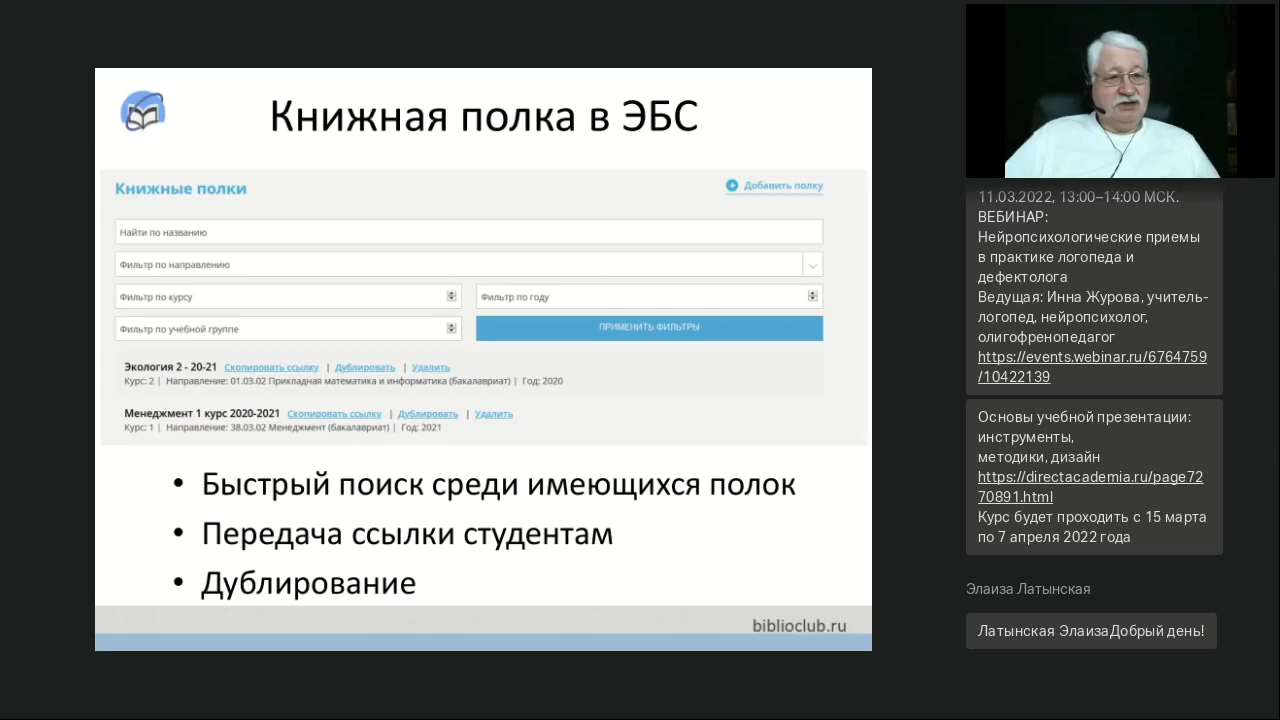 Книжная полка в ЭБС
Книжные полки
Добавить полку
Найти по названию
Фильтр по направлению
Фильтр по курсу
Фильтр по году
Фильтр по учебной группе
ПРИМЕНИТЬ ФИЛЬТРЫ
Экология 2 - 20-21 Скопировать ссылку | Дублировать | Удалить
Курс: 2 | Направление: 01.03.02 Прикладная математика и информатика (бакалавриат) | Год: 2020
Менеджмент 1 курс 2020-2021 Скопировать ссылку | Дублировать | Удалить
Курс: 1 | Направление: 38.03.02 Менеджмент (бакалавриат) | Год: 2021
• Быстрый поиск среди имеющихся полок
• Передача ссылки студентам
• Дублирование
biblioclub.ru
11.03.2022, 13:00–14:00 МСК.
ВЕБИНАР:
Нейропсихологические приемы
в практике логопеда и
дефектолога
Ведущая: Инна Журова, учитель-
логопед, нейропсихолог,
олигофренопедагог
https://events.webinar.ru/6764759
/10422139
Основы учебной презентации:
инструменты,
методики, дизайн
https://directacademia.ru/page72
70891.html
Курс будет проходить с 15 марта
по 7 апреля 2022 года
Элаиза Латынская
Латынская ЭлаизаДобрый день!